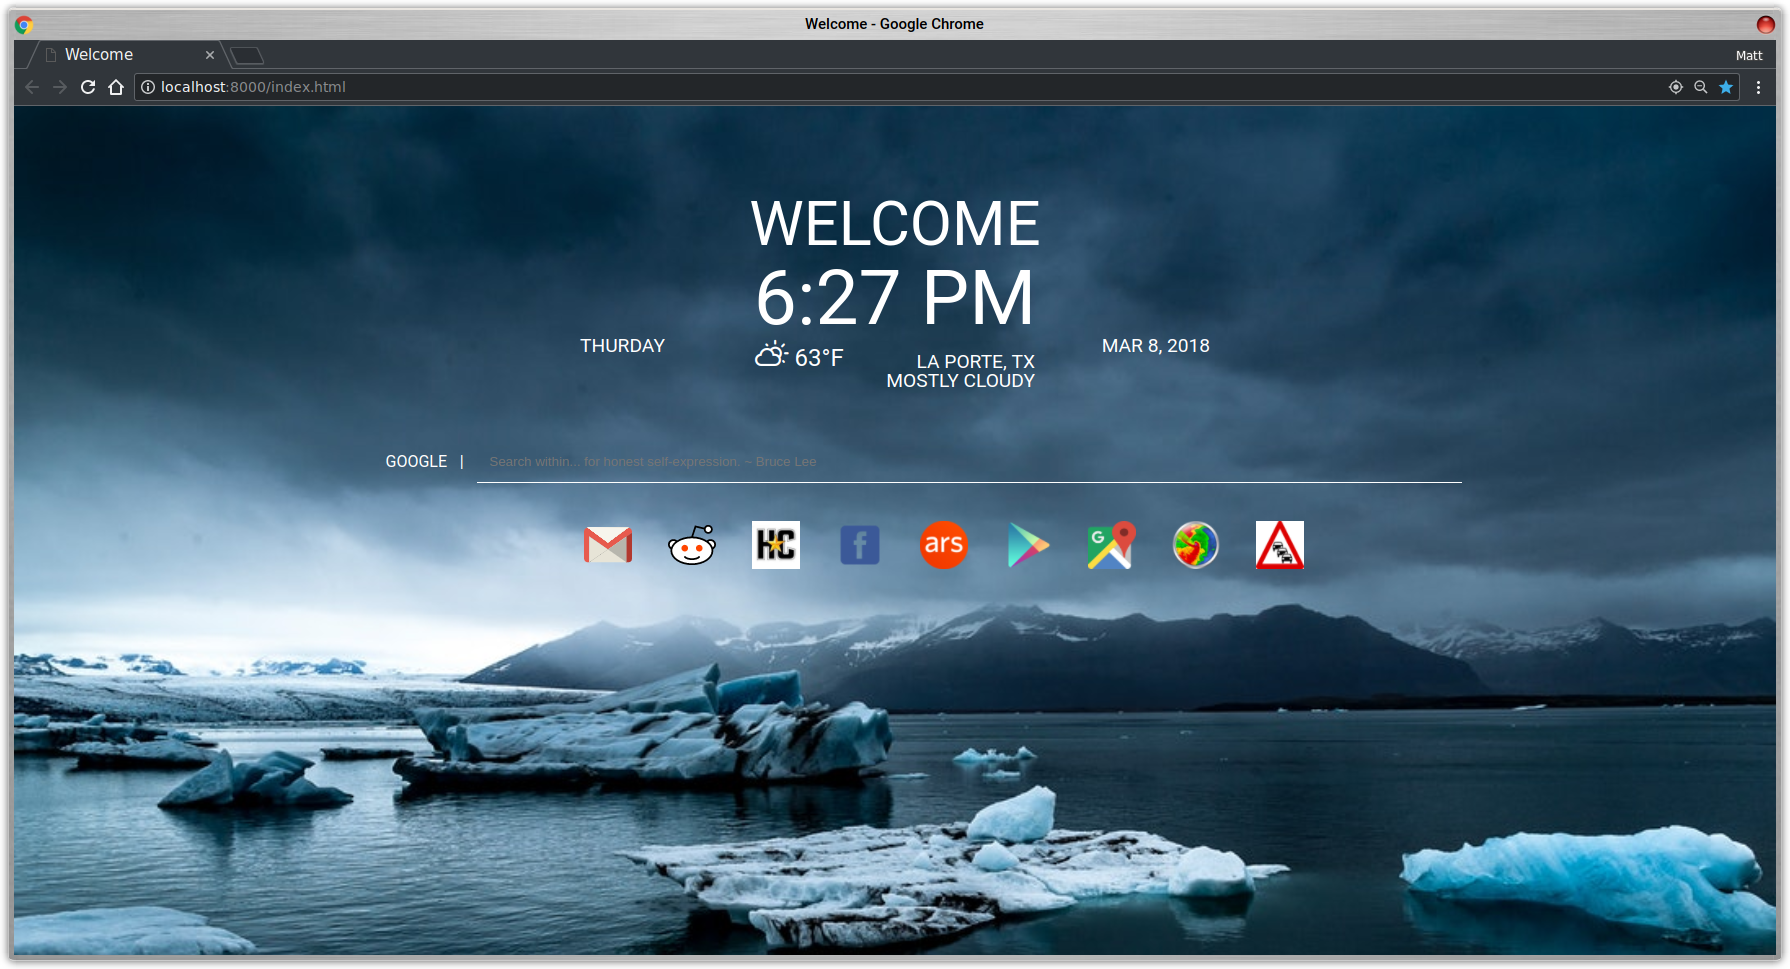 Welcome - Google Chrome
Welcome
Matt
localhost:8000/index.html
WELCOME
6:27 PM
THURDAY
63°F
LA PORTE, TX
MOSTLY CLOUDY
MAR 8, 2018
GOOGLE |
Search within... for honest self-expression. ~ Bruce Lee
HC
f
ars
G